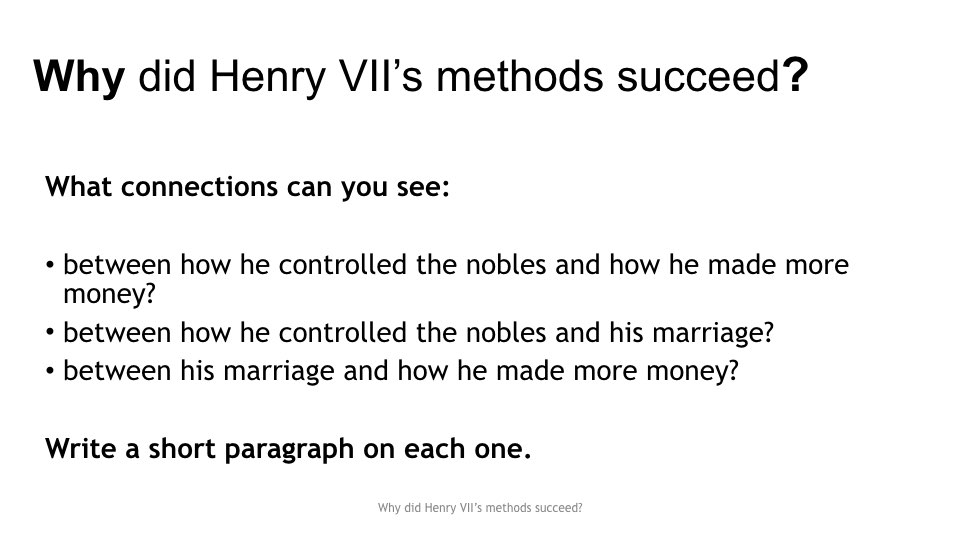 Why did Henry VII’s methods succeed?
What connections can you see:
• between how he controlled the nobles and how he made more
money?
• between how he controlled the nobles and his marriage?
• between his marriage and how he made more money?
Write a short paragraph on each one.
Why did Henry VII’s methods succeed?